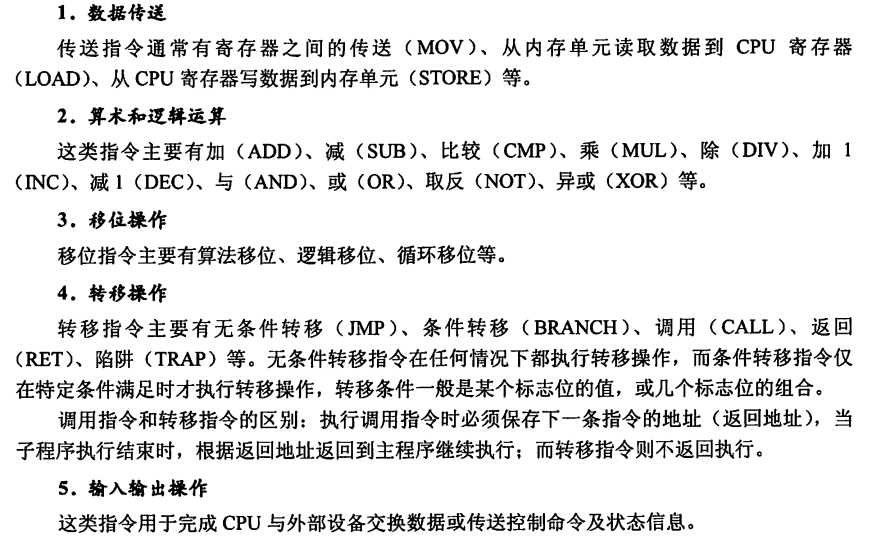 1．数据传送
传送指令通常有寄存器之间的传送（MOV）、从内存单元读取数据到 CPU 寄存器
（LOAD）、从 CPU 寄存器写数据到内存单元（STORE）等。
2．算术和逻辑运算
这类指令主要有加（ADD）、减（SUB）、比较（CMP）、乘（MUL）、除（DIV）、加 1
（INC）、减 1（DEC）、与（AND）、或（OR）、取反（NOT）、异或（XOR）等。
3．移位操作
移位指令主要有算法移位、逻辑移位、循环移位等。
4．转移操作
转移指令主要有无条件转移（JMP）、条件转移（BRANCH）、调用（CALL）、返回
（RET）、陷阱（TRAP）等。无条件转移指令在任何情况下都执行转移操作，而条件转移指令仅
在特定条件满足时才执行转移操作，转移条件一般是某个标志位的值，或几个标志位的组合。
调用指令和转移指令的区别：执行调用指令时必须保存下一条指令的地址（返回地址），当
子程序执行结束时，根据返回地址返回到主程序继续执行；而转移指令则不返回执行。
5．输入输出操作
这类指令用于完成 CPU 与外部设备交换数据或传送控制命令及状态信息。